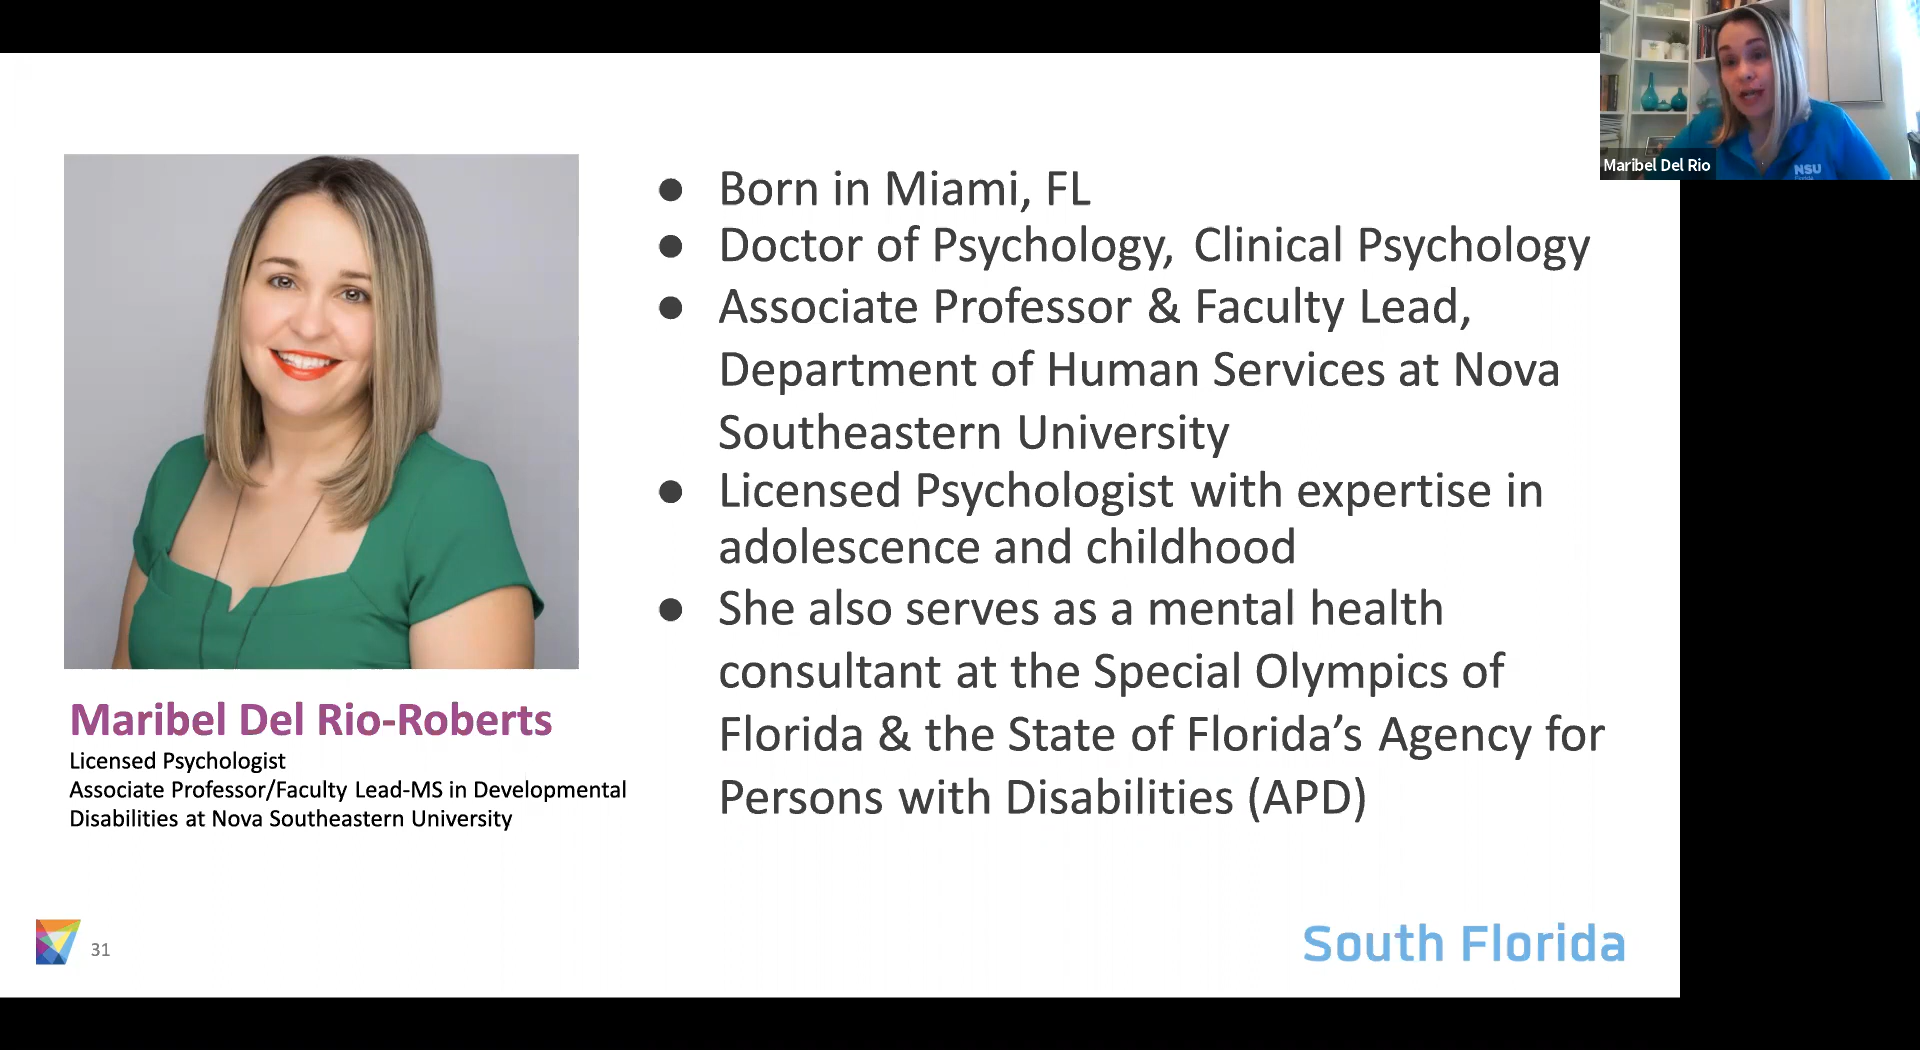 Maribel Del Rio
NSU
Florida
● Born in Miami, FL
● Doctor of Psychology, Clinical Psychology
● Associate Professor & Faculty Lead,
Department of Human Services at Nova
Southeastern University
● Licensed Psychologist with expertise in
adolescence and childhood
● She also serves as a mental health
consultant at the Special Olympics of
Florida & the State of Florida’s Agency for
Persons with Disabilities (APD)
Maribel Del Rio-Roberts
Licensed Psychologist
Associate Professor/Faculty Lead-MS in Developmental
Disabilities at Nova Southeastern University
31
South Florida